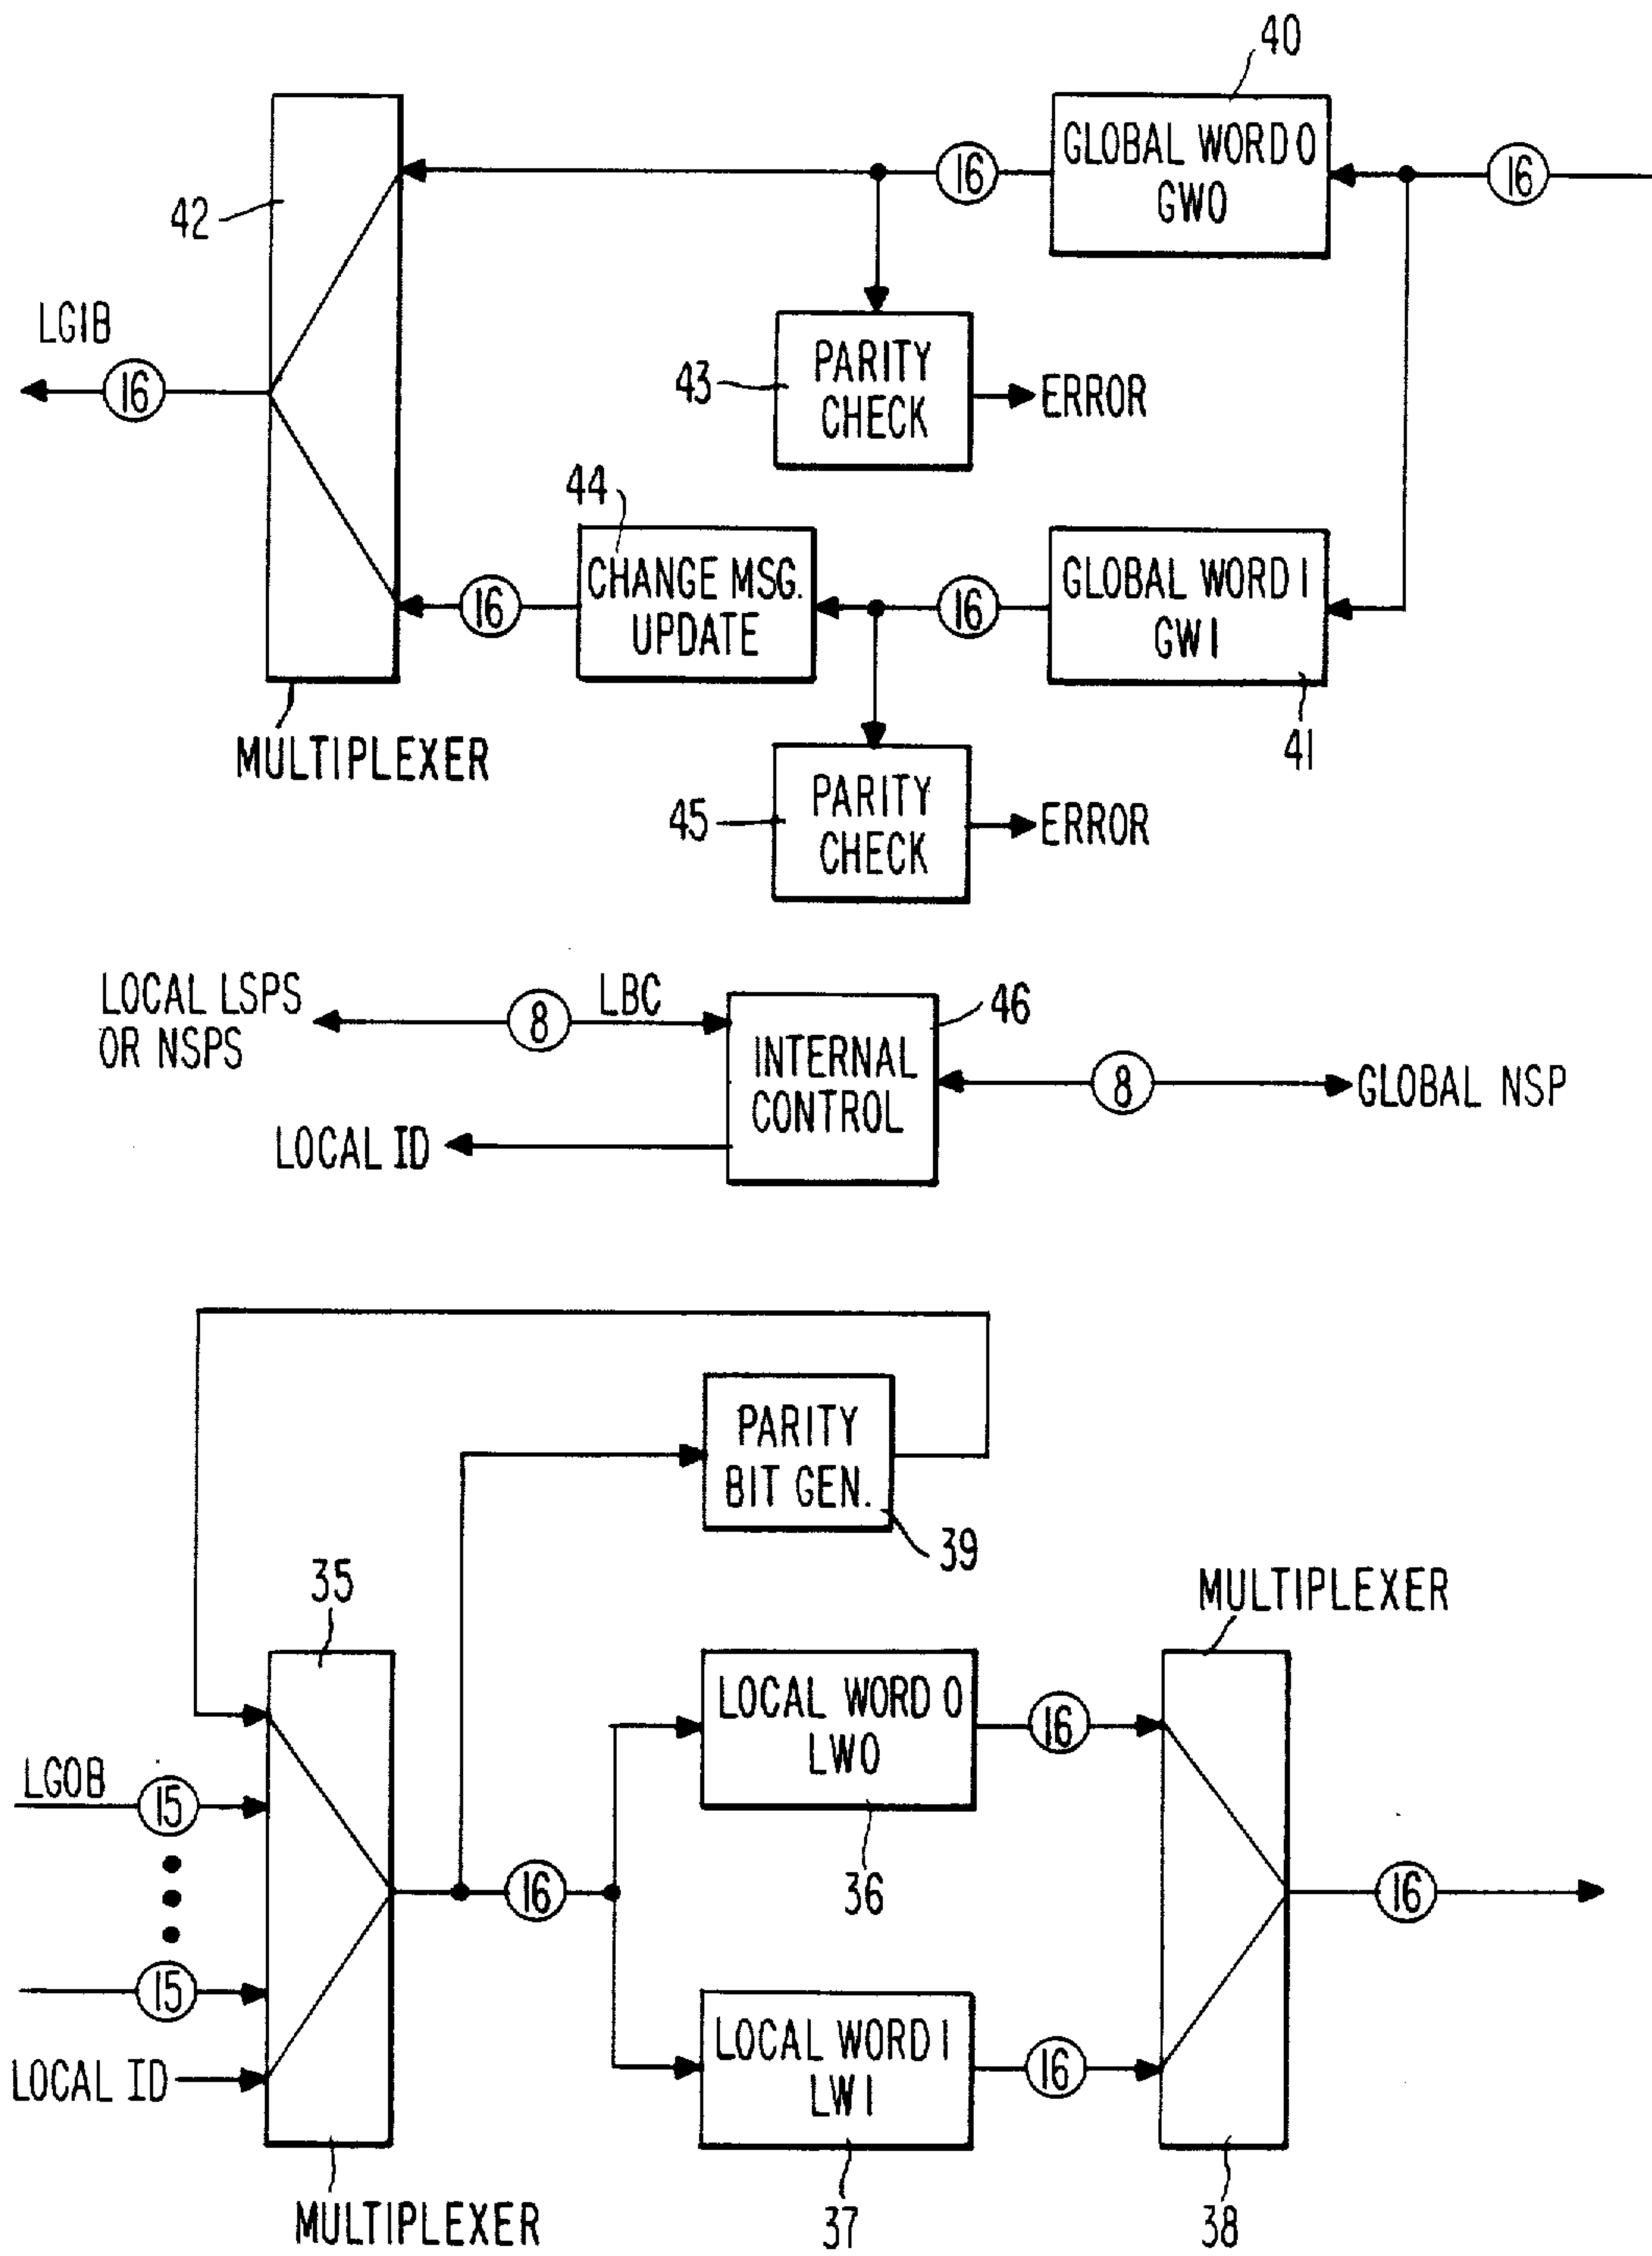 40
GLOBAL WORD 0
GW0
16
16
42
LGIB
16
PARITY
CHECK
43
ERROR
44
CHANGE MSG.
UPDATE
16
16
GLOBAL WORD 1
GW1
41
MULTIPLEXER
PARITY
CHECK
45
ERROR
LOCAL LSPS
OR NSPS
8
LBC
46
INTERNAL
CONTROL
8
GLOBAL NSP
LOCAL ID
PARITY
BIT GEN.
39
35
MULTIPLEXER
LOCAL WORD 0
LW0
16
36
LGOB
15
16
16
15
LOCAL WORD 1
LW1
16
LOCAL ID
37
38
MULTIPLEXER